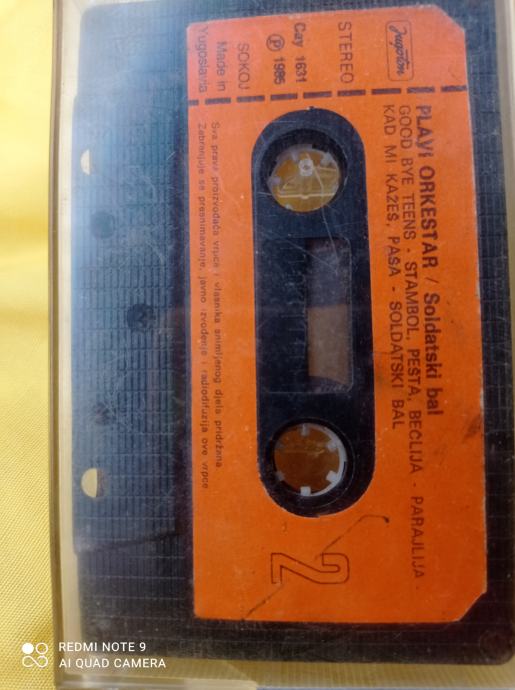 Jugoton
STEREO
Cay 1631
Ⓟ 1985
SOKOJ
Made in
Yugoslavia
PLAVI ORKESTAR / Soldatski bal
GOOD BYE TEENS - STAMBOL, PEŠTA, BEČLIJA - PARAJLIJA -
KAD MI KAŽEŠ, PAŠA - SOLDATSKI BAL
2
Sva prava proizvođača vrpce i vlasnika snimljenog djela pridržana.
Zabranjuje se presnimavanje, javno izvođenje i radiodifuzija ove vrpce
REDMI NOTE 9
AI QUAD CAMERA